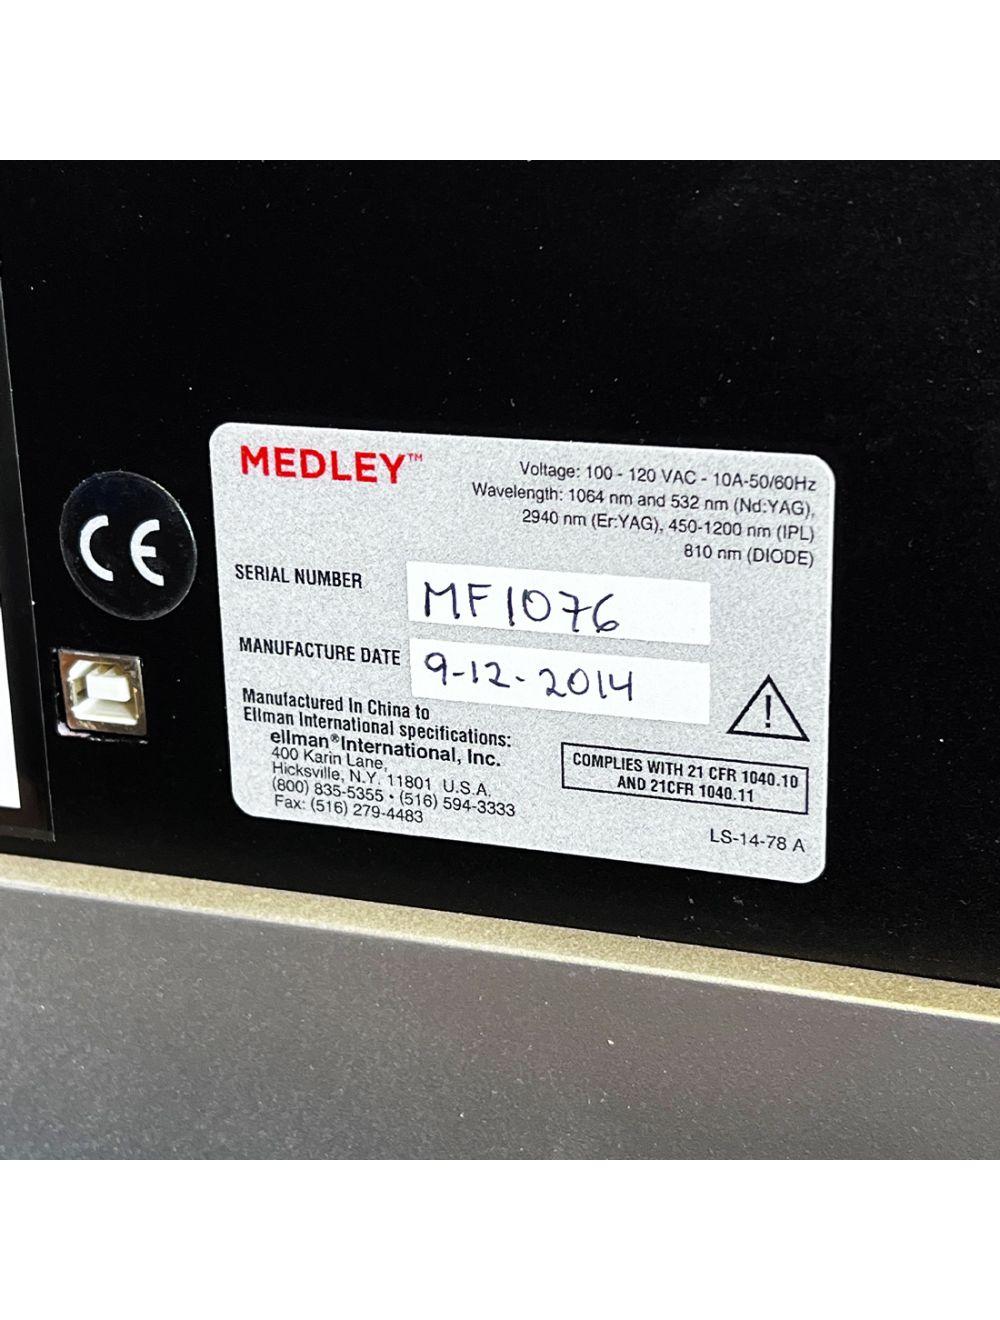 MEDLEY™
Voltage: 100 - 120 VAC - 10A-50/60Hz
Wavelength: 1064 nm and 532 nm (Nd:YAG),
2940 nm (Er:YAG), 450-1200 nm (IPL)
810 nm (DIODE)
CE
SERIAL NUMBER MF1076
MANUFACTURE DATE 9-12-2014
Manufactured In China to
Ellman International specifications:
ellman®International, Inc.
400 Karin Lane,
Hicksville, N.Y. 11801 U.S.A.
(800) 835-5355 • (516) 594-3333
Fax: (516) 279-4483
COMPLIES WITH 21 CFR 1040.10
AND 21CFR 1040.11
LS-14-78 A